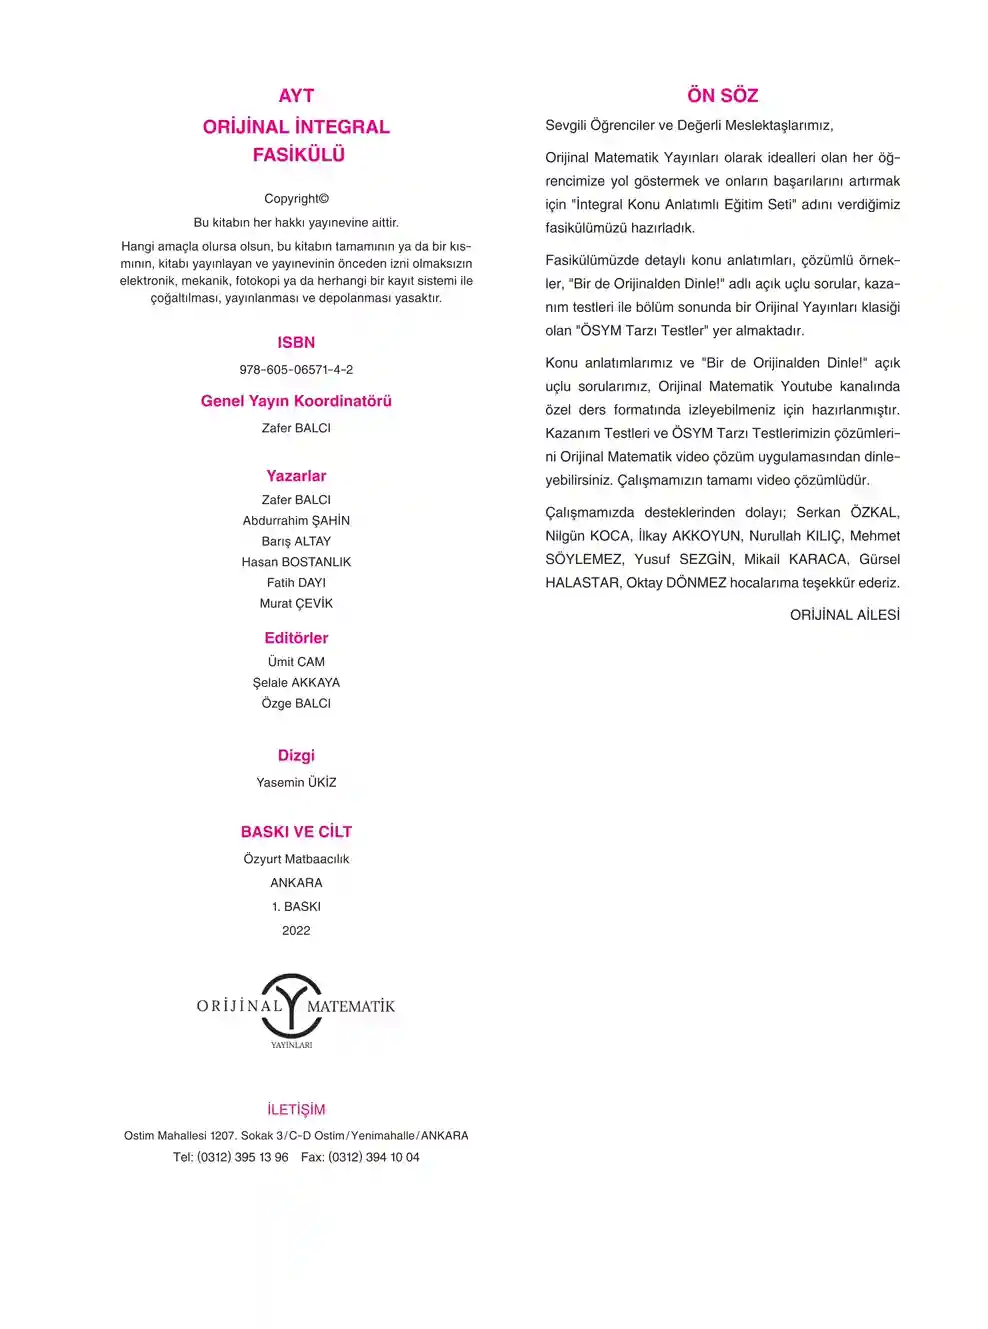 AYT
ORİJİNAL İNTEGRAL
FASİKÜLÜ
Copyright©
Bu kitabın her hakkı yayınevine aittir.
Hangi amaçla olursa olsun, bu kitabın tamamının ya da bir kıs-
mının, kitabı yayınlayan ve yayınevinin önceden izni olmaksızın
elektronik, mekanik, fotokopi ya da herhangi bir kayıt sistemi ile
çoğaltılması, yayınlanması ve depolanması yasaktır.
ISBN
978-605-06571-4-2
Genel Yayın Koordinatörü
Zafer BALCI
Yazarlar
Zafer BALCI
Abdurrahim ŞAHİN
Barış ALTAY
Hasan BOSTANLIK
Fatih DAYI
Murat ÇEVİK
Editörler
Ümit CAM
Şelale AKKAYA
Özge BALCI
Dizgi
Yasemin ÜKİZ
BASKI VE CİLT
Özyurt Matbaacılık
ANKARA
1. BASKI
2022
ORİJİNAL MATEMATİK
YAYINLARI
İLETİŞİM
Ostim Mahallesi 1207. Sokak 3/C-D Ostim/Yenimahalle/ANKARA
Tel: (0312) 395 13 96 Fax: (0312) 394 10 04
ÖN SÖZ
Sevgili Öğrenciler ve Değerli Meslektaşlarımız,
Orijinal Matematik Yayınları olarak idealleri olan her öğ-
rencimize yol göstermek ve onların başarılarını artırmak
için "İntegral Konu Anlatımlı Eğitim Seti" adını verdiğimiz
fasikülümüzü hazırladık.
Fasikülümüzde detaylı konu anlatımları, çözümlü örnek-
ler, "Bir de Orijinalden Dinle!" adlı açık uçlu sorular, kaza-
nım testleri ile bölüm sonunda bir Orijinal Yayınları klasiği
olan "ÖSYM Tarzı Testler" yer almaktadır.
Konu anlatımlarımız ve "Bir de Orijinalden Dinle!" açık
uçlu sorularımız, Orijinal Matematik Youtube kanalında
özel ders formatında izleyebilmeniz için hazırlanmıştır.
Kazanım Testleri ve ÖSYM Tarzı Testlerimizin çözümleri-
ni Orijinal Matematik video çözüm uygulamasından dinle-
yebilirsiniz. Çalışmamızın tamamı video çözümlüdür.
Çalışmamızda desteklerinden dolayı; Serkan ÖZKAL,
Nilgün KOCA, İlkay AKKOYUN, Nurullah KILIÇ, Mehmet
SÖYLEMEZ, Yusuf SEZGİN, Mikail KARACA, Gürsel
HALASTAR, Oktay DÖNMEZ hocalarıma teşekkür ederiz.
ORİJİNAL AİLESİ